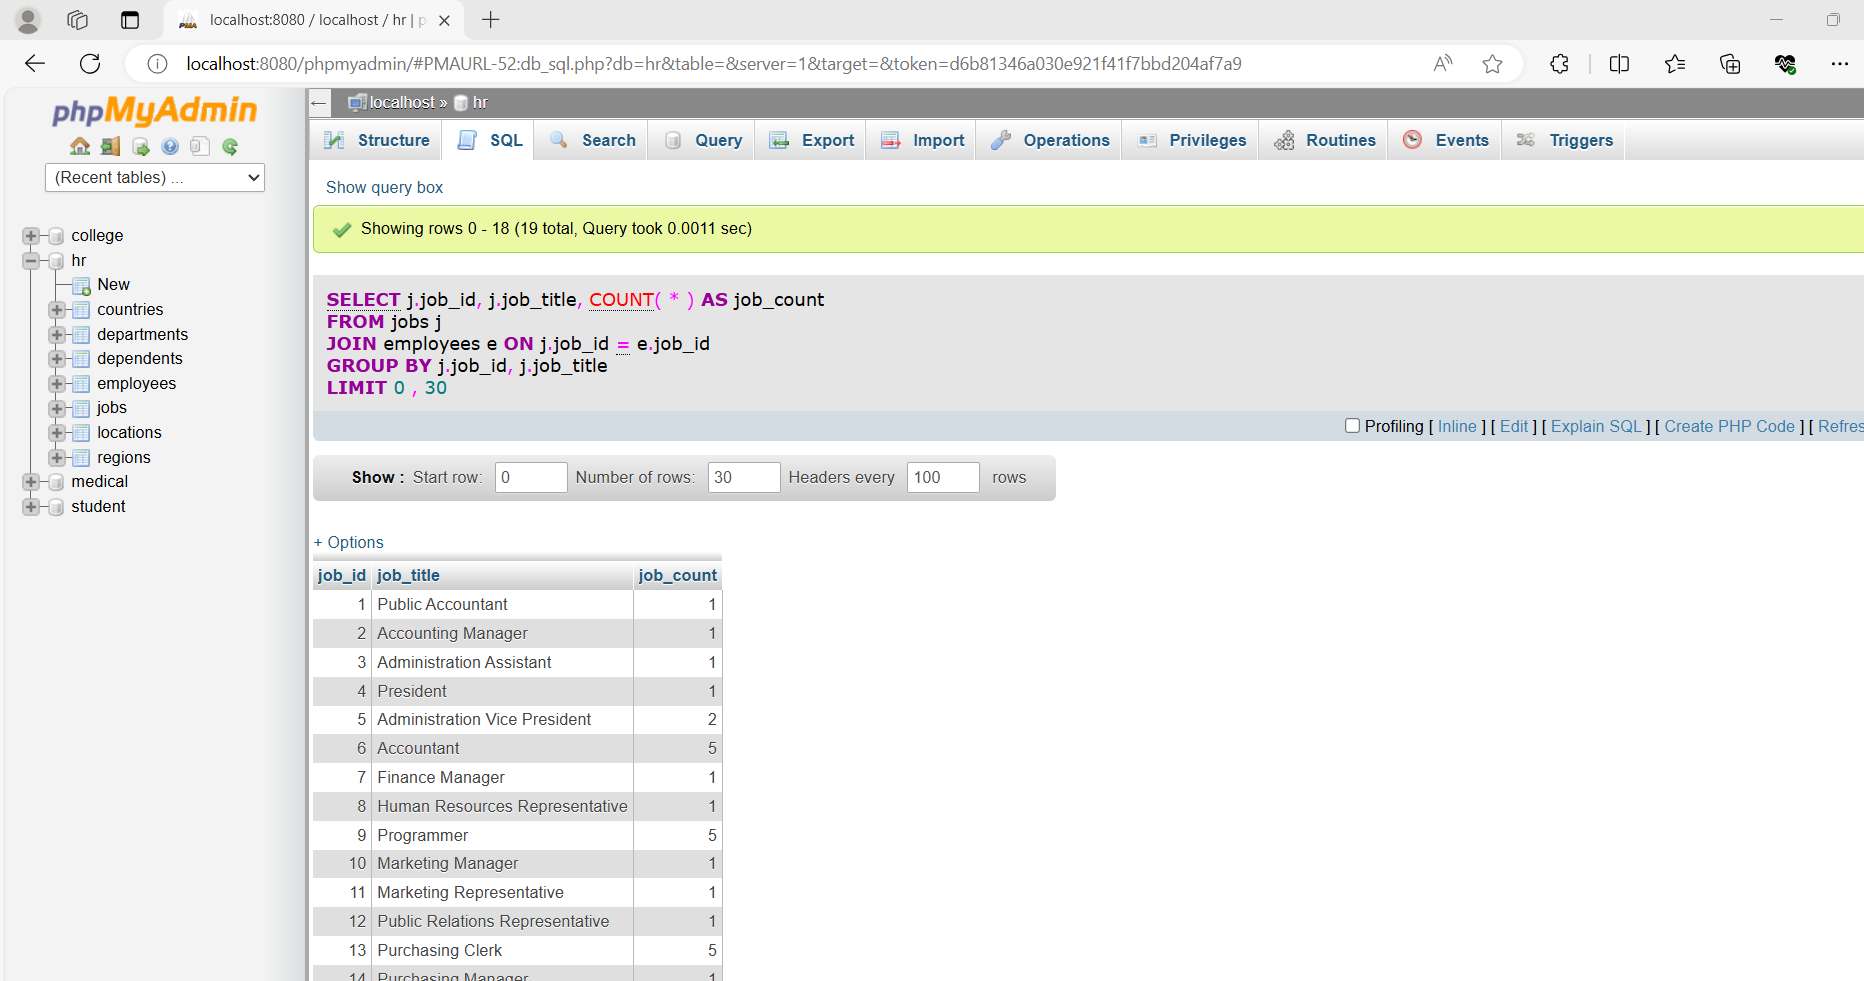 localhost:8080 / localhost / hr | p
localhost:8080/phpmyadmin/#PMAURL-52:db_sql.php?db=hr&table=&server=1&target=&token=d6b81346a030e921f41f7bbd204af7a9
phpMyAdmin
(Recent tables) ...
college
hr
New
countries
departments
dependents
employees
jobs
locations
regions
medical
student
localhost » hr
Structure SQL Search Query Export Import Operations Privileges Routines Events Triggers
Show query box
Showing rows 0 - 18 (19 total, Query took 0.0011 sec)
SELECT j.job_id, j.job_title, COUNT( * ) AS job_count
FROM jobs j
JOIN employees e ON j.job_id = e.job_id
GROUP BY j.job_id, j.job_title
LIMIT 0 , 30
Profiling [ Inline ] [ Edit ] [ Explain SQL ] [ Create PHP Code ] [ Refres
Show : Start row: 0 Number of rows: 30 Headers every 100 rows
+ Options
job_id job_title job_count
1 Public Accountant 1
2 Accounting Manager 1
3 Administration Assistant 1
4 President 1
5 Administration Vice President 2
6 Accountant 5
7 Finance Manager 1
8 Human Resources Representative 1
9 Programmer 5
10 Marketing Manager 1
11 Marketing Representative 1
12 Public Relations Representative 1
13 Purchasing Clerk 5
14 Purchasing Manager 1